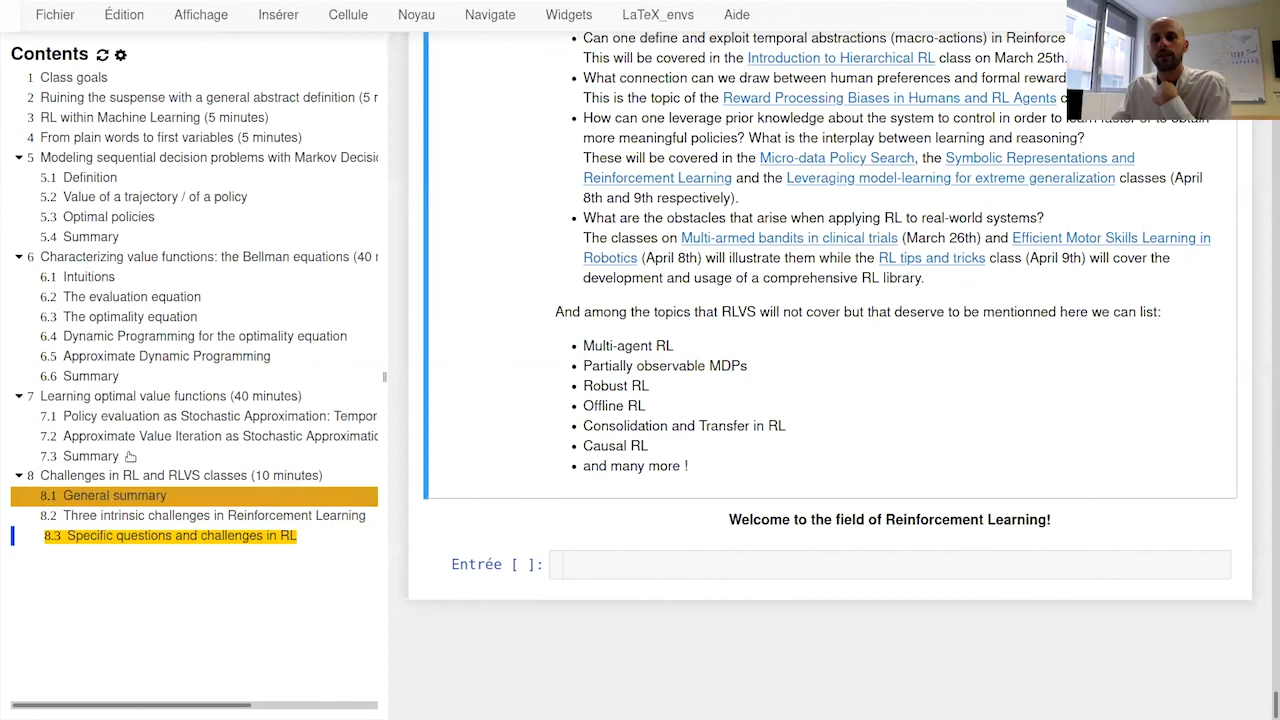 Fichier Édition Affichage Insérer Cellule Noyau Navigate Widgets LaTeX_envs Aide
Contents
1 Class goals
2 Ruining the suspense with a general abstract definition (5 r
3 RL within Machine Learning (5 minutes)
4 From plain words to first variables (5 minutes)
5 Modeling sequential decision problems with Markov Decisic
5.1 Definition
5.2 Value of a trajectory / of a policy
5.3 Optimal policies
5.4 Summary
6 Characterizing value functions: the Bellman equations (40 r
6.1 Intuitions
6.2 The evaluation equation
6.3 The optimality equation
6.4 Dynamic Programming for the optimality equation
6.5 Approximate Dynamic Programming
6.6 Summary
7 Learning optimal value functions (40 minutes)
7.1 Policy evaluation as Stochastic Approximation: Tempor
7.2 Approximate Value Iteration as Stochastic Approximatic
7.3 Summary
8 Challenges in RL and RLVS classes (10 minutes)
8.1 General summary
8.2 Three intrinsic challenges in Reinforcement Learning
8.3 Specific questions and challenges in RL
• Can one define and exploit temporal abstractions (macro-actions) in Reinforce
This will be covered in the Introduction to Hierarchical RL class on March 25th.
• What connection can we draw between human preferences and formal reward
This is the topic of the Reward Processing Biases in Humans and RL Agents
• How can one leverage prior knowledge about the system to control in order to learn faster or to obtain
more meaningful policies? What is the interplay between learning and reasoning?
These will be covered in the Micro-data Policy Search, the Symbolic Representations and
Reinforcement Learning and the Leveraging model-learning for extreme generalization classes (April
8th and 9th respectively).
• What are the obstacles that arise when applying RL to real-world systems?
The classes on Multi-armed bandits in clinical trials (March 26th) and Efficient Motor Skills Learning in
Robotics (April 8th) will illustrate them while the RL tips and tricks class (April 9th) will cover the
development and usage of a comprehensive RL library.
And among the topics that RLVS will not cover but that deserve to be mentionned here we can list:
• Multi-agent RL
• Partially observable MDPs
• Robust RL
• Offline RL
• Consolidation and Transfer in RL
• Causal RL
• and many more !
Welcome to the field of Reinforcement Learning!
Entrée [ ]: